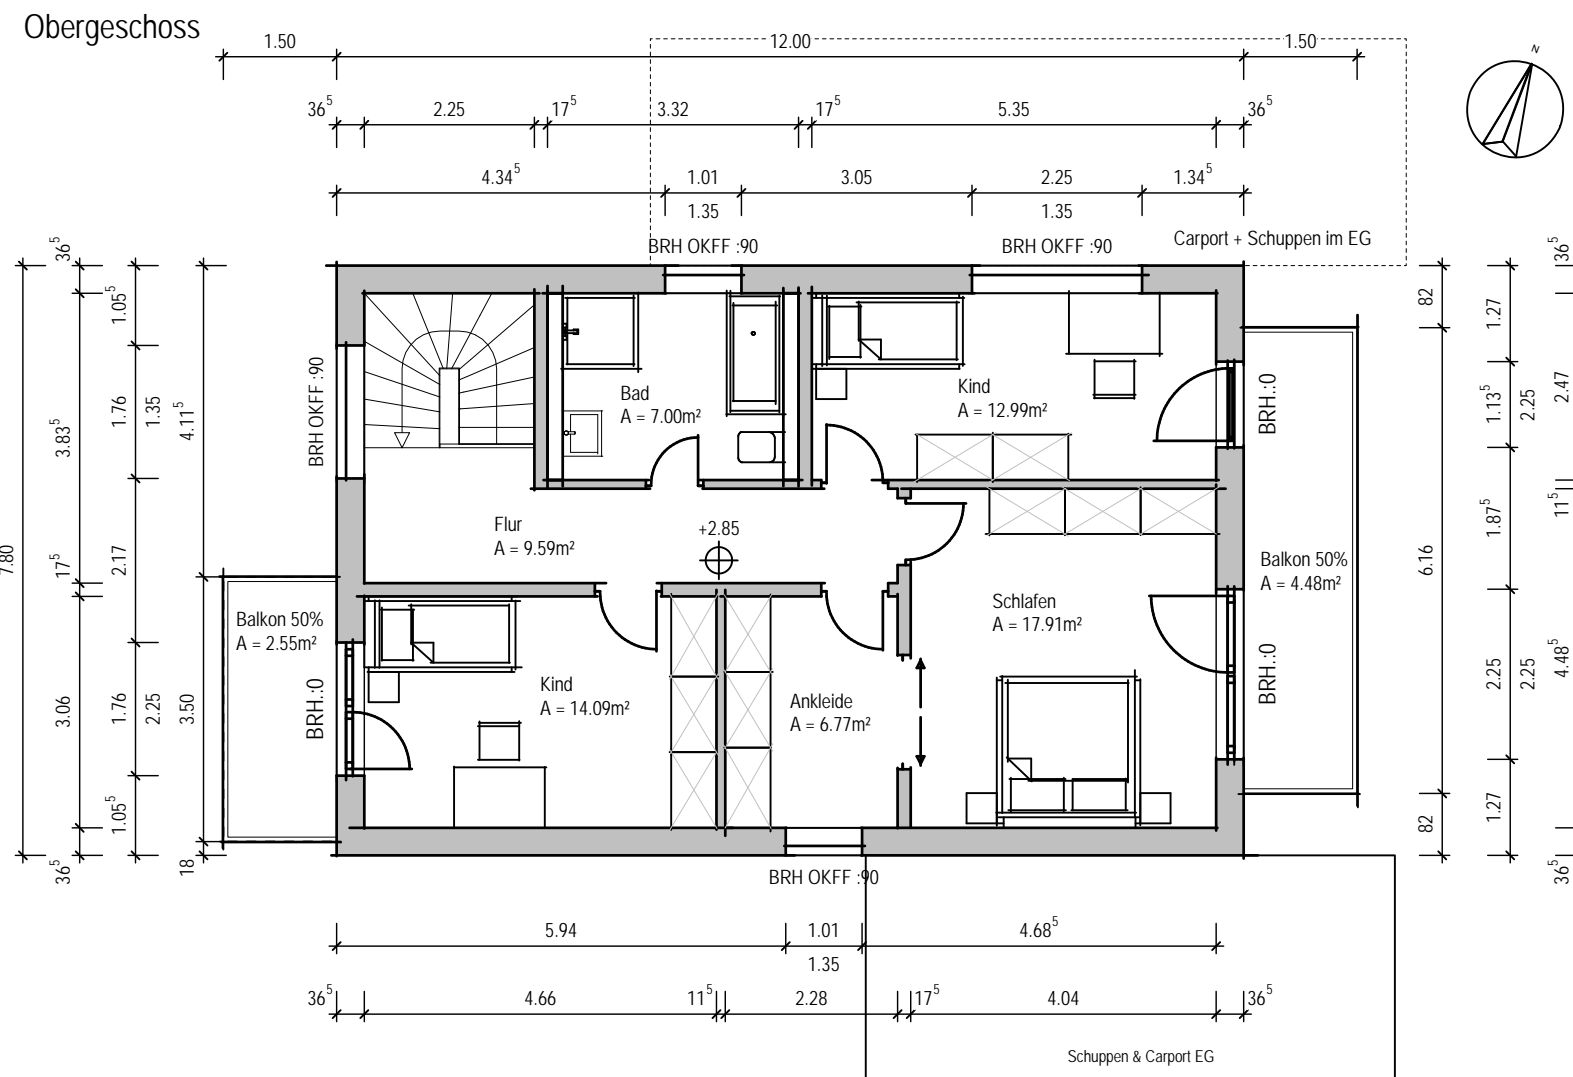 Obergeschoss
1.50 12.00 1.50
N
36⁵ 2.25 17⁵ 3.32 17⁵ 5.35 36⁵
4.34⁵ 1.01 3.05 2.25 1.34⁵
1.35 1.35
BRH OKFF :90 BRH OKFF :90 Carport + Schuppen im EG
7.80
36⁵ 3.83⁵ 17⁵ 3.06 36⁵
1.05⁵ 1.76 2.17 1.76 1.05⁵
1.35 2.25
4.11⁵ 3.50 18
BRH OKFF :90
Bad
A = 7.00m²
Kind
A = 12.99m²
BRH.:0
Flur
A = 9.59m²
+2.85
Balkon 50%
A = 4.48m²
Schlafen
A = 17.91m²
Balkon 50%
A = 2.55m²
BRH.:0
Kind
A = 14.09m²
Ankleide
A = 6.77m²
BRH.:0
82 6.16 82
1.27 1.13⁵ 1.87⁵ 2.25 1.27
2.25 2.25
36⁵ 2.47 11⁵ 4.48⁵ 36⁵
BRH OKFF :90
5.94 1.01 4.68⁵
1.35
36⁵ 4.66 11⁵ 2.28 17⁵ 4.04 36⁵
Schuppen & Carport EG